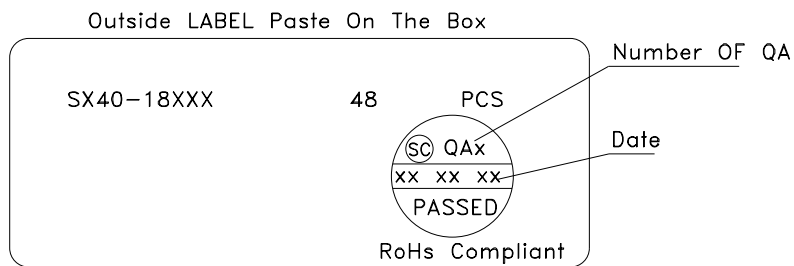 Outside LABEL Paste On The Box
Number OF QA
SX40-18XXX 48 PCS
SC QAx
Date
xx xx xx
PASSED
RoHs Compliant